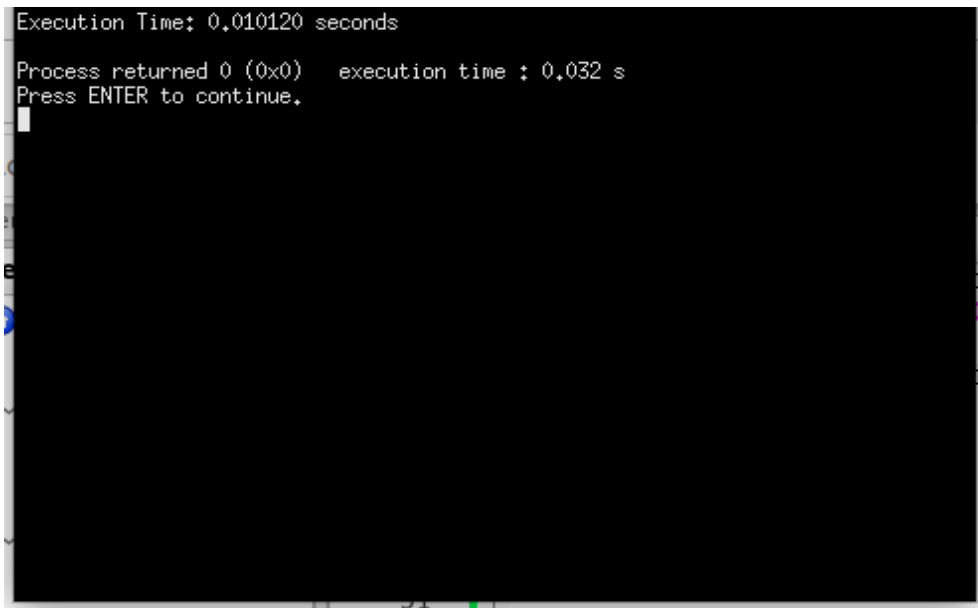 Execution Time: 0.010120 seconds
Process returned 0 (0x0)   execution time : 0.032 s
Press ENTER to continue.